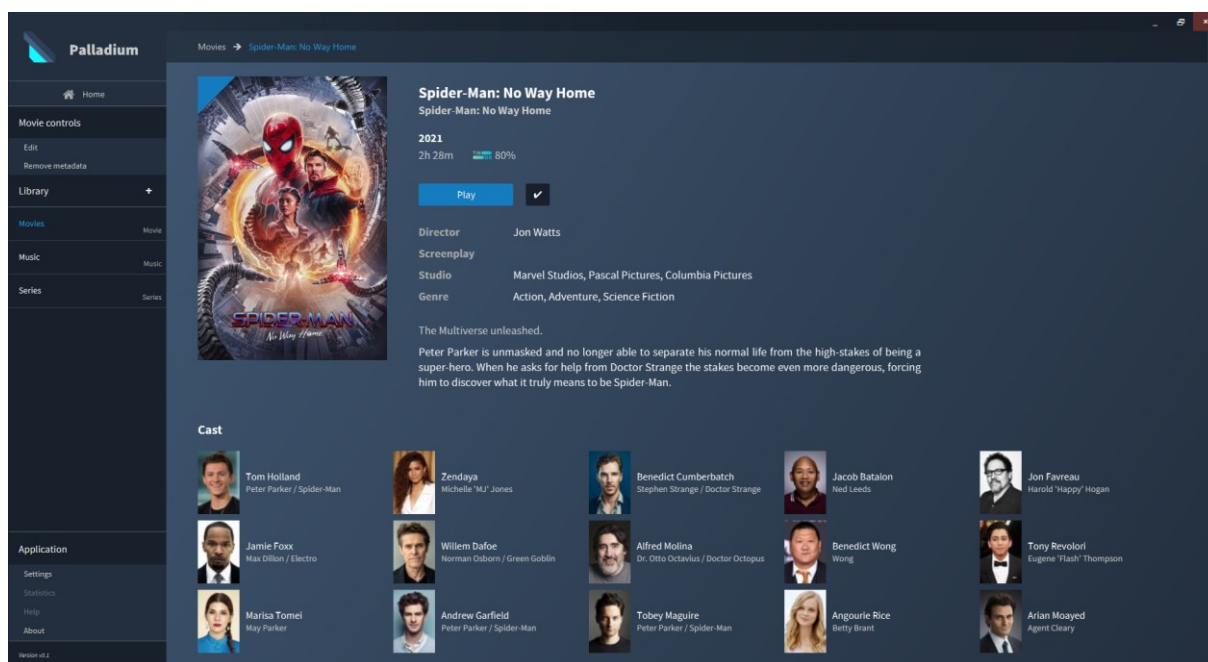 Palladium
Movies → Spider-Man: No Way Home
Home
Movie controls
Edit
Remove metadata
Library +
Movies
Movie
Music
Music
Series
Series
Application
Settings
Statistics
Help
About
Version v0.1
SPIDER-MAN
No Way Home
Spider-Man: No Way Home
Spider-Man: No Way Home
2021
2h 28m 80%
Play ✔
Director Jon Watts
Screenplay
Studio Marvel Studios, Pascal Pictures, Columbia Pictures
Genre Action, Adventure, Science Fiction
The Multiverse unleashed.
Peter Parker is unmasked and no longer able to separate his normal life from the high-stakes of being a
super-hero. When he asks for help from Doctor Strange the stakes become even more dangerous, forcing
him to discover what it truly means to be Spider-Man.
Cast
Tom Holland
Peter Parker / Spider-Man
Zendaya
Michelle 'MJ' Jones
Benedict Cumberbatch
Stephen Strange / Doctor Strange
Jacob Batalon
Ned Leeds
Jon Favreau
Harold 'Happy' Hogan
Jamie Foxx
Max Dillon / Electro
Willem Dafoe
Norman Osborn / Green Goblin
Alfred Molina
Dr. Otto Octavius / Doctor Octopus
Benedict Wong
Wong
Tony Revolori
Eugene 'Flash' Thompson
Marisa Tomei
May Parker
Andrew Garfield
Peter Parker / Spider-Man
Tobey Maguire
Peter Parker / Spider-Man
Angourie Rice
Betty Brant
Arian Moayed
Agent Cleary